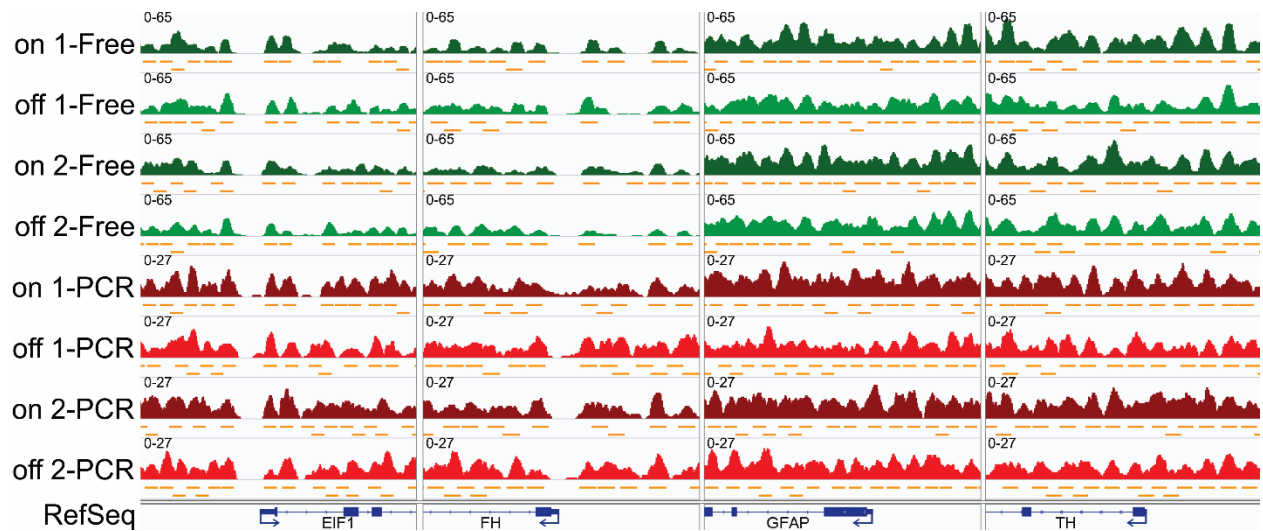 on 1-Free 0-65 0-65 0-65 0-65
off 1-Free 0-65 0-65 0-65 0-65
on 2-Free 0-65 0-65 0-65 0-65
off 2-Free 0-65 0-65 0-65 0-65
on 1-PCR 0-27 0-27 0-27 0-27
off 1-PCR 0-27 0-27 0-27 0-27
on 2-PCR 0-27 0-27 0-27 0-27
off 2-PCR 0-27 0-27 0-27 0-27
RefSeq EIF1 FH GFAP TH